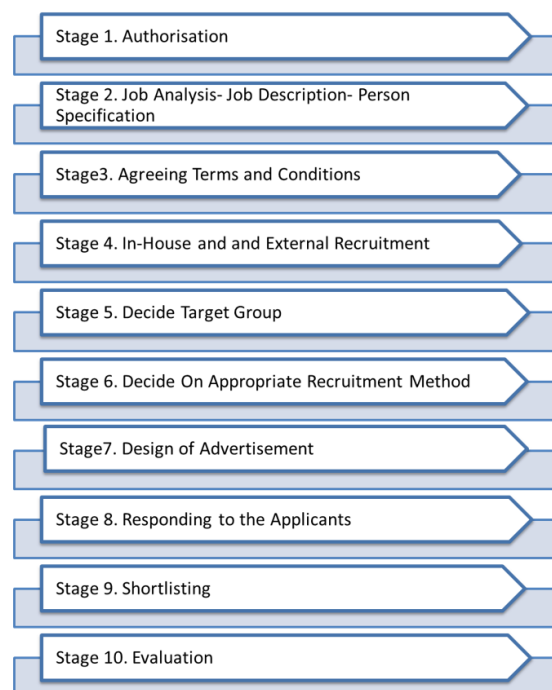 Stage 1. Authorisation
Stage 2. Job Analysis- Job Description- Person
Specification
Stage3. Agreeing Terms and Conditions
Stage 4. In-House and and External Recruitment
Stage 5. Decide Target Group
Stage 6. Decide On Appropriate Recruitment Method
Stage7. Design of Advertisement
Stage 8. Responding to the Applicants
Stage 9. Shortlisting
Stage 10. Evaluation